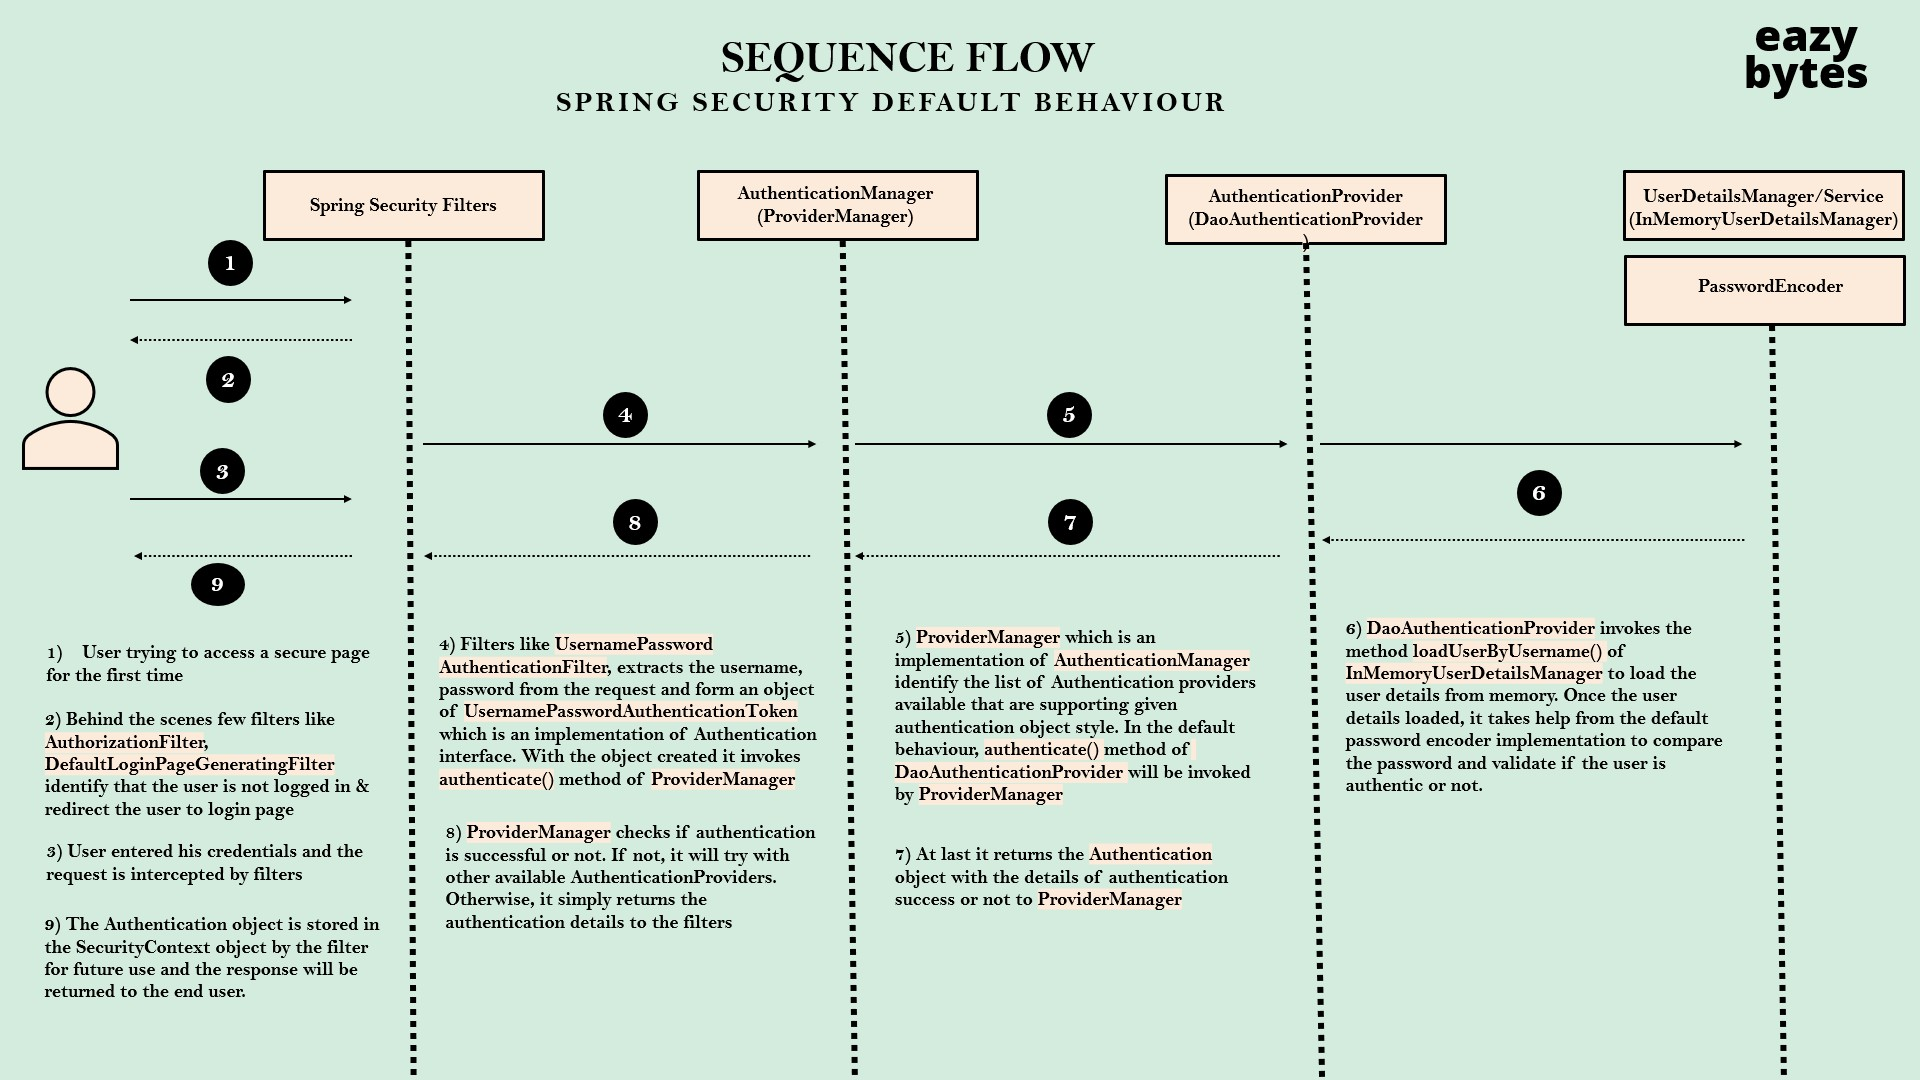 SEQUENCE FLOW
SPRING SECURITY DEFAULT BEHAVIOUR
eazy
bytes
Spring Security Filters
AuthenticationManager
(ProviderManager)
AuthenticationProvider
(DaoAuthenticationProvider
)
UserDetailsManager/Service
(InMemoryUserDetailsManager)
PasswordEncoder
1
2
3
4
5
6
7
8
9
1) User trying to access a secure page
for the first time
2) Behind the scenes few filters like
AuthorizationFilter,
DefaultLoginPageGeneratingFilter
identify that the user is not logged in &
redirect the user to login page
3) User entered his credentials and the
request is intercepted by filters
9) The Authentication object is stored in
the SecurityContext object by the filter
for future use and the response will be
returned to the end user.
4) Filters like UsernamePassword
AuthenticationFilter, extracts the username,
password from the request and form an object
of UsernamePasswordAuthenticationToken
which is an implementation of Authentication
interface. With the object created it invokes
authenticate() method of ProviderManager
8) ProviderManager checks if authentication
is successful or not. If not, it will try with
other available AuthenticationProviders.
Otherwise, it simply returns the
authentication details to the filters
5) ProviderManager which is an
implementation of AuthenticationManager
identify the list of Authentication providers
available that are supporting given
authentication object style. In the default
behaviour, authenticate() method of
DaoAuthenticationProvider will be invoked
by ProviderManager
7) At last it returns the Authentication
object with the details of authentication
success or not to ProviderManager
6) DaoAuthenticationProvider invokes the
method loadUserByUsername() of
InMemoryUserDetailsManager to load the
user details from memory. Once the user
details loaded, it takes help from the default
password encoder implementation to compare
the password and validate if the user is
authentic or not.